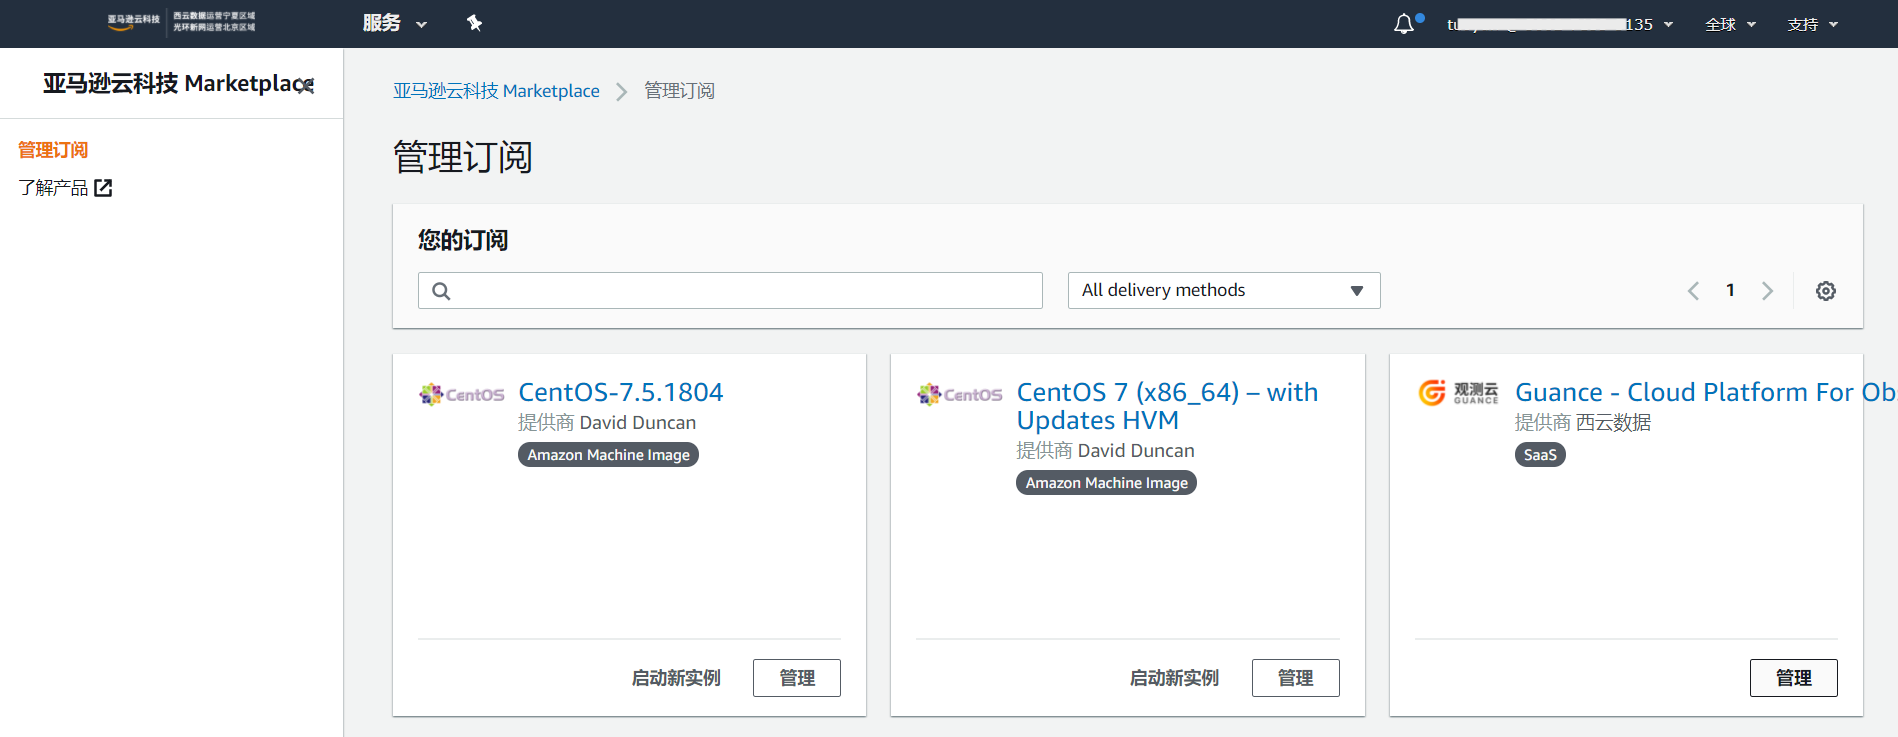 亚马逊云科技 西云数据运营宁夏区域
光环新网运营北京区域
服务
135
全球
支持
亚马逊云科技 Marketplace
管理订阅
了解产品
亚马逊云科技 Marketplace > 管理订阅
管理订阅
您的订阅
All delivery methods
1
CentOS
CentOS-7.5.1804
提供商 David Duncan
Amazon Machine Image
启动新实例 管理
CentOS
CentOS 7 (x86_64) – with
Updates HVM
提供商 David Duncan
Amazon Machine Image
启动新实例 管理
观测云
GUANCE
Guance - Cloud Platform For Obs
提供商 西云数据
SaaS
管理